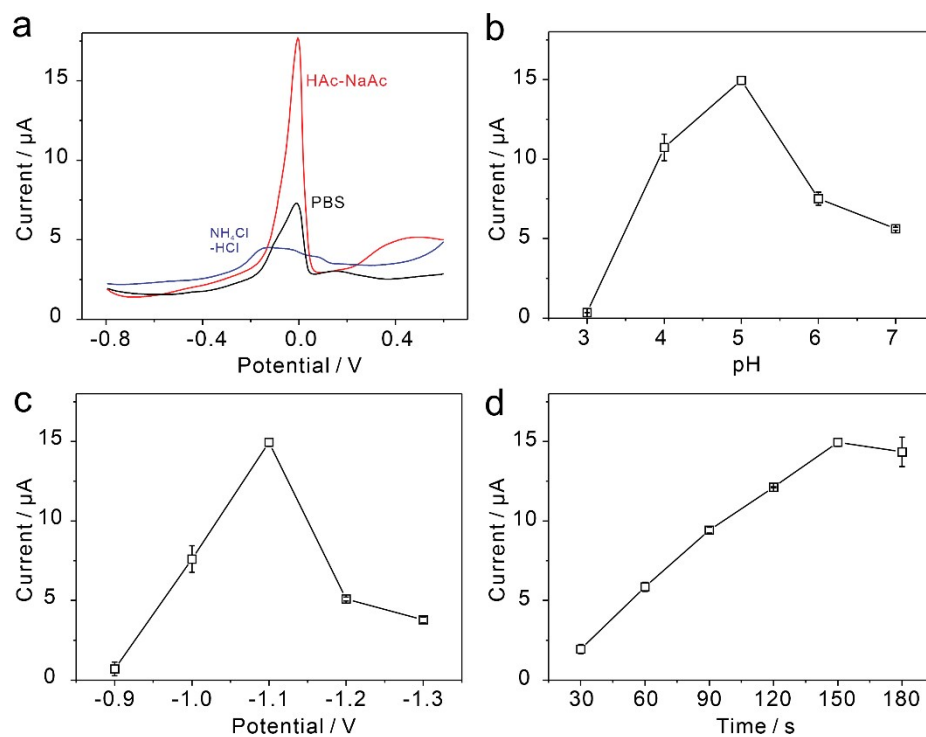 a
15
10
5
0
Current / µA
HAc-NaAc
PBS
NH₄Cl
-HCl
-0.8
-0.4
0.0
0.4
Potential / V
b
15
10
5
0
Current / µA
3
4
5
6
7
pH
c
15
10
5
0
Current / µA
-0.9
-1.0
-1.1
-1.2
-1.3
Potential / V
d
15
10
5
0
Current / µA
30
60
90
120
150
180
Time / s